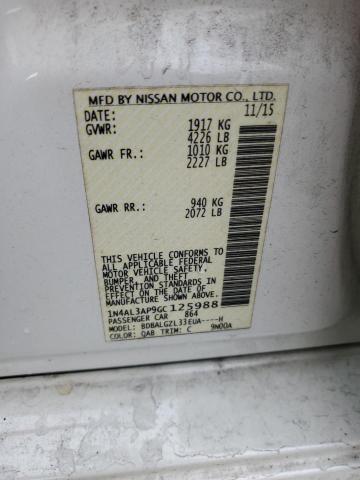 MFD BY NISSAN MOTOR CO., LTD.
DATE: 11/15
GVWR: 1917 KG
4226 LB
GAWR FR.: 1010 KG
2227 LB
GAWR RR.: 940 KG
2072 LB
THIS VEHICLE CONFORMS TO
ALL APPLICABLE FEDERAL
MOTOR VEHICLE SAFETY,
BUMPER, AND THEFT
PREVENTION STANDARDS IN
EFFECT ON THE DATE OF
MANUFACTURE SHOWN ABOVE.
1N4AL3AP9GC125988
PASSENGER CAR 864
MODEL: BDBALGZL33EUA----H
COLOR: QAB TRIM: C 9N00A